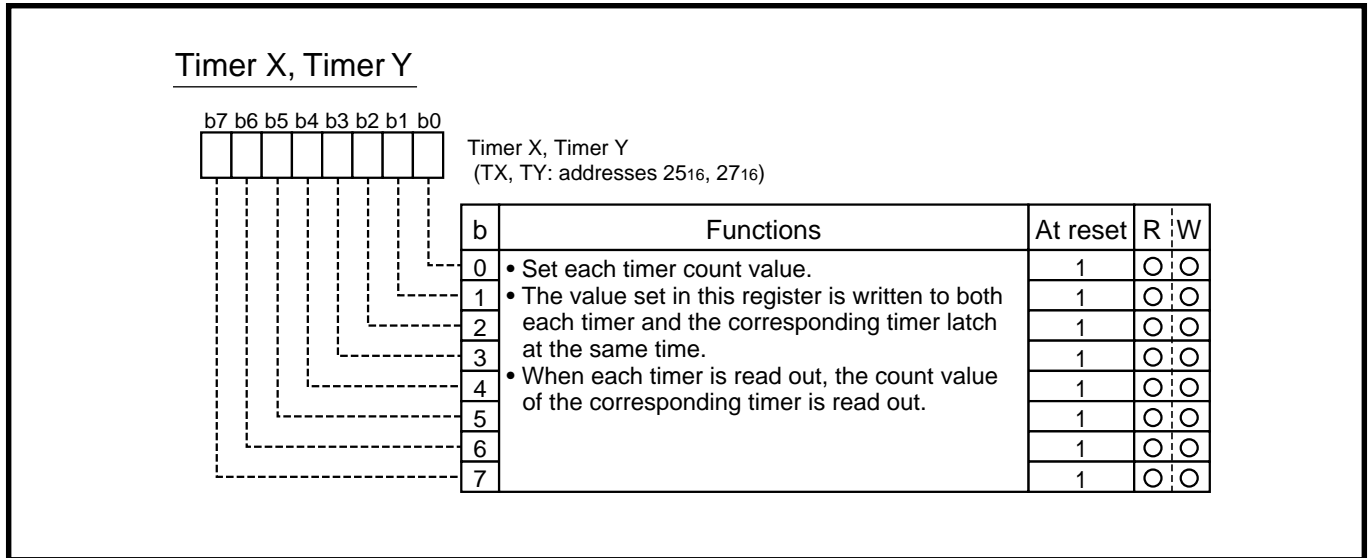 Timer X, Timer Y
b7 b6 b5 b4 b3 b2 b1 b0
Timer X, Timer Y
(TX, TY: addresses 2516, 2716)
b Functions At reset R W
0 • Set each timer count value. 1 O O
1 • The value set in this register is written to both 1 O O
2 each timer and the corresponding timer latch 1 O O
3 at the same time. 1 O O
4 • When each timer is read out, the count value 1 O O
5 of the corresponding timer is read out. 1 O O
6 1 O O
7 1 O O